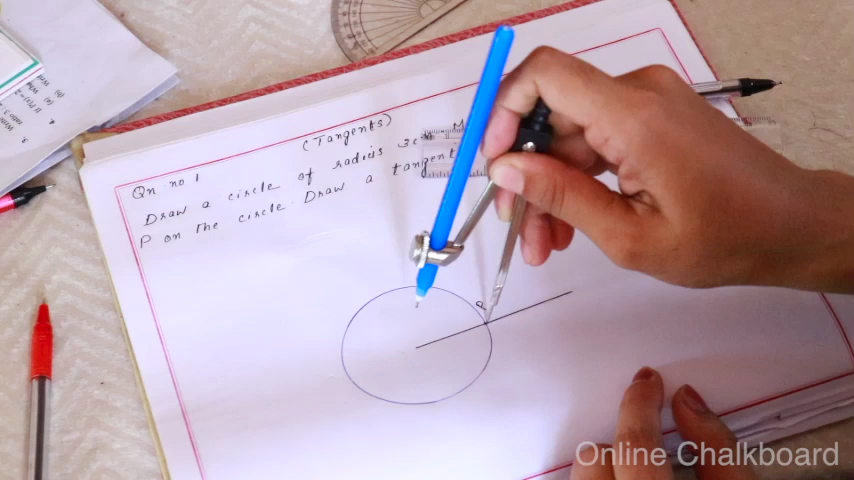 (Tangents)
Qn no 1
Draw a circle of radius 3cm M
P on the circle. Draw a tangent
P
Online Chalkboard